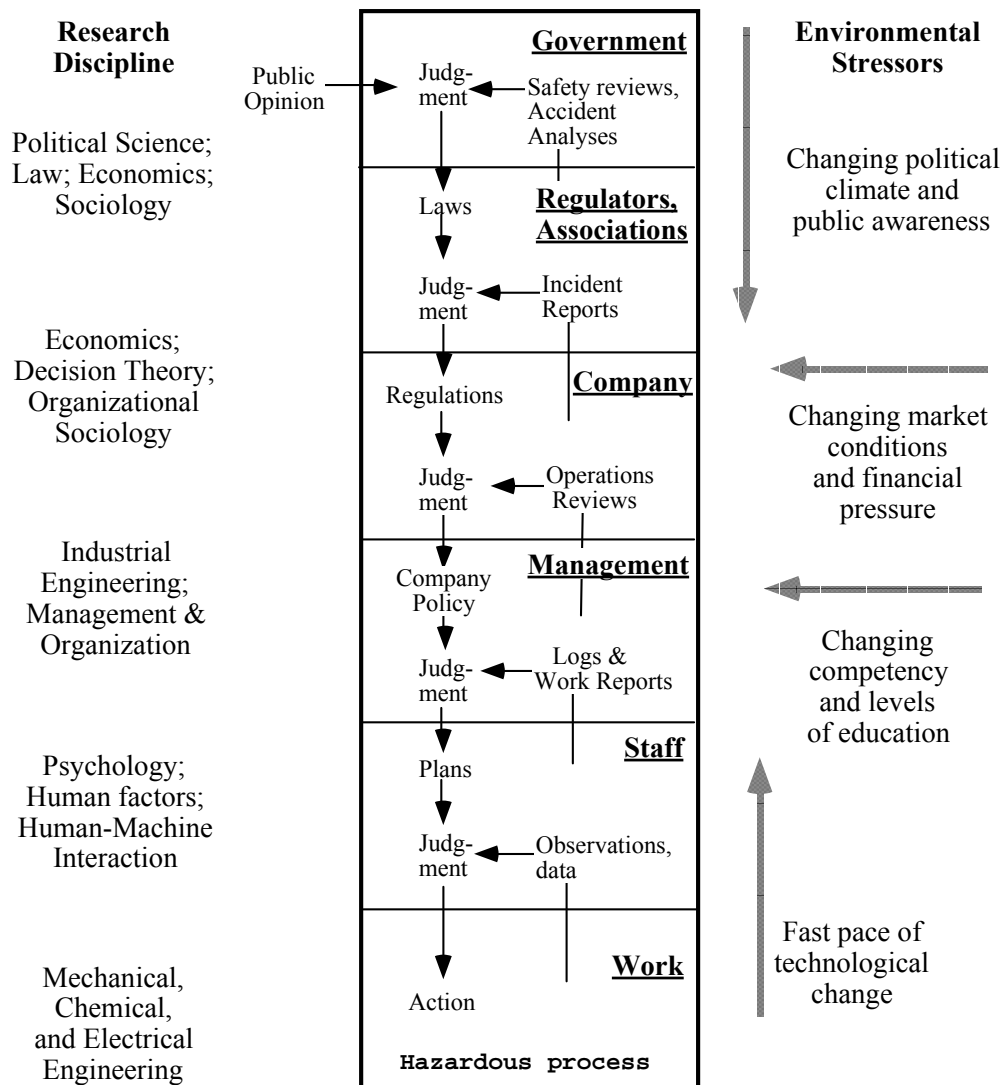 Research
Discipline
Political Science;
Law; Economics;
Sociology
Economics;
Decision Theory;
Organizational
Sociology
Industrial
Engineering;
Management &
Organization
Psychology;
Human factors;
Human-Machine
Interaction
Mechanical,
Chemical,
and Electrical
Engineering
Public
Opinion
Government
Judg-
ment
Safety reviews,
Accident
Analyses
Regulators,
Associations
Laws
Judg-
ment
Incident
Reports
Company
Regulations
Judg-
ment
Operations
Reviews
Management
Company
Policy
Judg-
ment
Logs &
Work Reports
Staff
Plans
Judg-
ment
Observations,
data
Work
Action
Hazardous process
Environmental
Stressors
Changing political
climate and
public awareness
Changing market
conditions
and financial
pressure
Changing
competency
and levels
of education
Fast pace of
technological
change